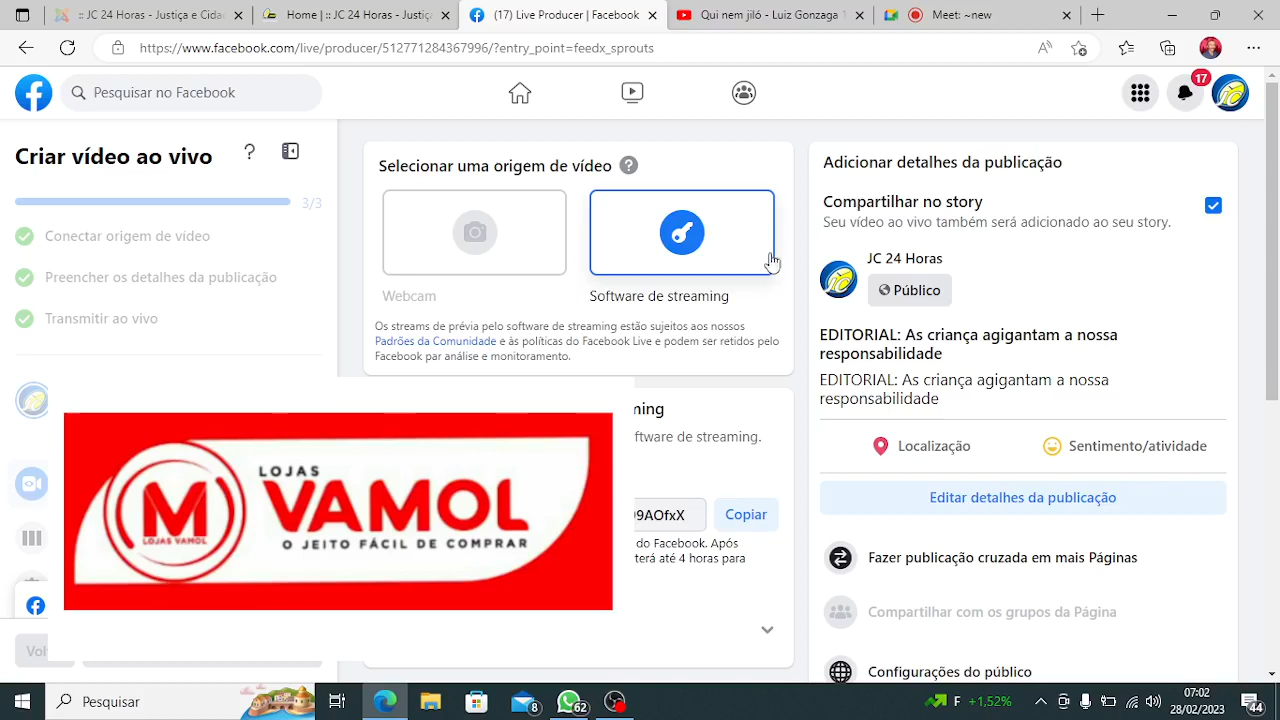 :: JC 24 Horas :: - A
Home | :: JC 24 Horas ::
(17) Live Producer | Facebook
Luiz Gonzaga
Meet – new
https://www.facebook.com/live/producer/512771284367996/?entry_point=feedx_sprouts
Pesquisar no Facebook
17
Criar vídeo ao vivo
3/3
Conectar origem de vídeo
Preencher os detalhes da publicação
Transmitir ao vivo
Selecionar uma origem de vídeo
Webcam
Software de streaming
Os streams de prévia pelo software de streaming estão sujeitos aos nossos
Padrões da Comunidade e às políticas do Facebook Live e podem ser retidos pelo
Facebook par análise e monitoramento.
ming
ftware de streaming.
9AOfxX
Copiar
do Facebook. Após
terá até 4 horas para
M
LOJAS VAMOL
LOJAS
VAMOL
O JEITO FÁCIL DE COMPRAR
Vol
Adicionar detalhes da publicação
Compartilhar no story
Seu vídeo ao vivo também será adicionado ao seu story.
JC 24 Horas
Público
EDITORIAL: As criança agigantam a nossa
responsabilidade
EDITORIAL: As criança agigantam a nossa
responsabilidade
Localização
Sentimento/atividade
Editar detalhes da publicação
Fazer publicação cruzada em mais Páginas
Compartilhar com os grupos da Página
Configurações do público
Pesquisar
8
62
F +1,52%
07:02
28/02/2023
44